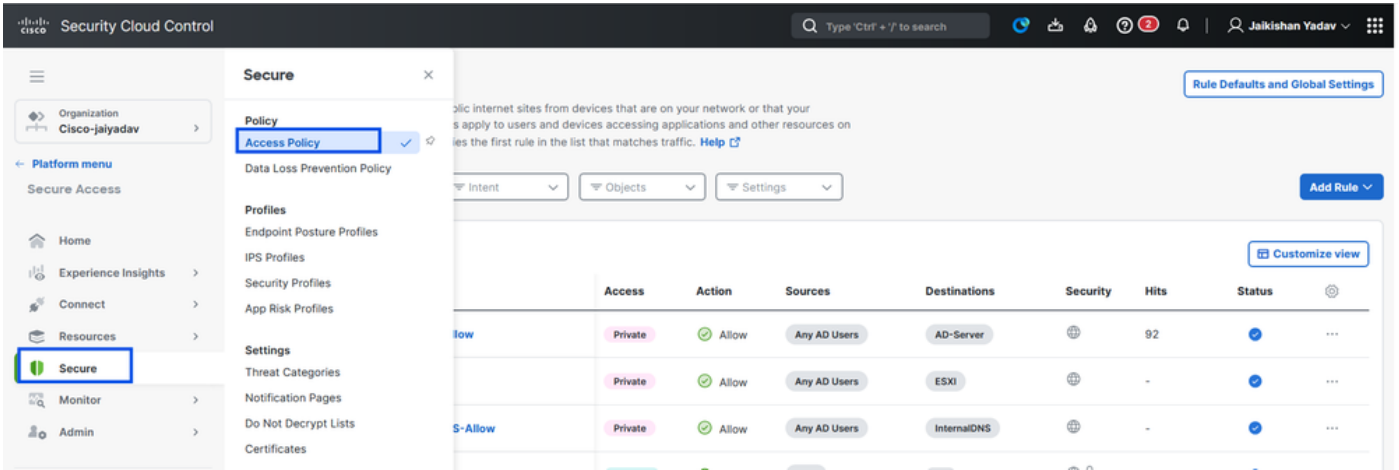 cisco
Security Cloud Control
Type 'Ctrl' + '/' to search
2
Jaikishan Yadav
Organization
Cisco-jaiyadav
Platform menu
Secure Access
Home
Experience Insights
Connect
Resources
Secure
Monitor
Admin
Secure
Policy
Access Policy
Data Loss Prevention Policy
Profiles
Endpoint Posture Profiles
IPS Profiles
Security Profiles
App Risk Profiles
Settings
Threat Categories
Notification Pages
Do Not Decrypt Lists
Certificates
Rule Defaults and Global Settings
internet sites from devices that are on your network or that your
apply to users and devices accessing applications and other resources on
the first rule in the list that matches traffic. Help
Intent
Objects
Settings
Add Rule
Customize view
Access Action Sources Destinations Security Hits Status
llow Private Allow Any AD Users AD-Server 92
Private Allow Any AD Users ESXI -
S-Allow Private Allow Any AD Users InternalDNS -